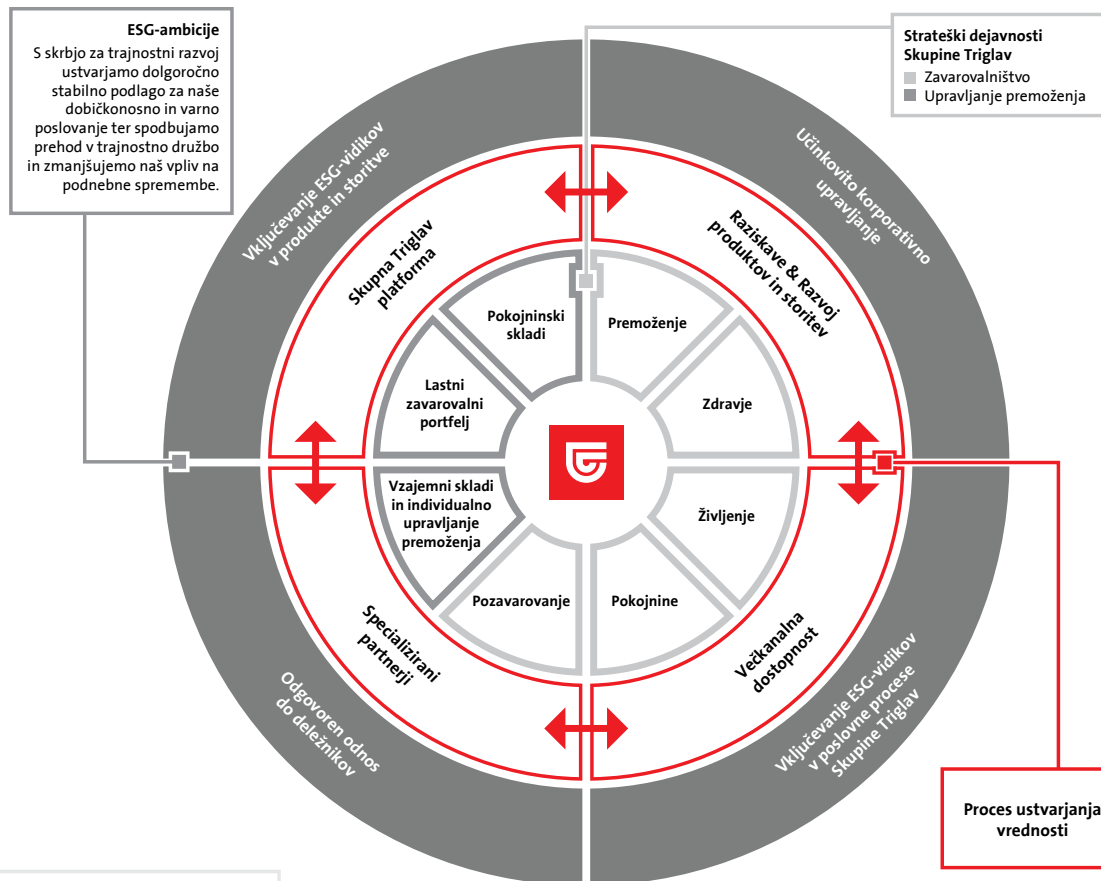 ESG-ambicije
S skrbjo za trajnostni razvoj
ustvarjamo dolgoročno
stabilno podlago za naše
dobičkonosno in varno
poslovanje ter spodbujamo
prehod v trajnostno družbo
in zmanjšujemo naš vpliv na
podnebne spremembe.
Strateški dejavnosti
Skupine Triglav
Zavarovalništvo
Upravljanje premoženja
Vključevanje ESG-vidikov
v produkte in storitve
Učinkovito korporativno
upravljanje
Skupna Triglav
platforma
Raziskave & Razvoj
produktov in storitev
Pokojninski
skladi
Premoženje
Lastni
zavarovalni
portfelj
Zdravje
Vzajemni skladi
in individualno
upravljanje
premoženja
Življenje
Pozavarovanje
Pokojnine
Specializirani
partnerji
Večkanalna
dostopnost
Odgovoren odnos
do deležnikov
Vključevanje ESG-vidikov
v poslovne procese
Skupine Triglav
Proces ustvarjanja
vrednosti